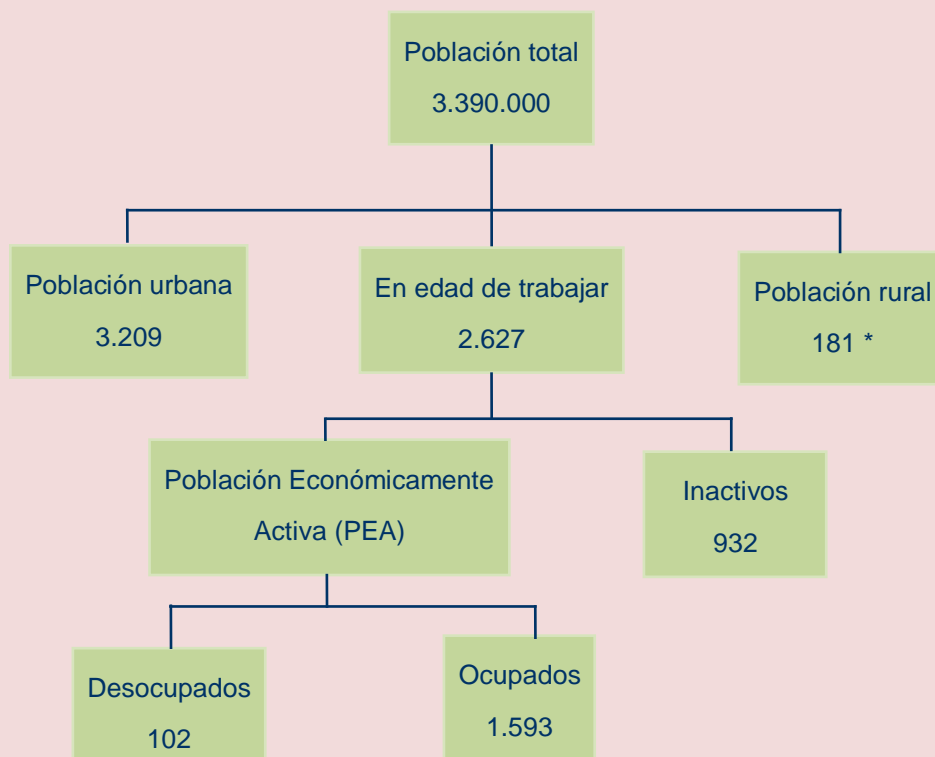 Población total
3.390.000
Población urbana
3.209
En edad de trabajar
2.627
Población rural
181 *
Población Económicamente
Activa (PEA)
Inactivos
932
Desocupados
102
Ocupados
1.593